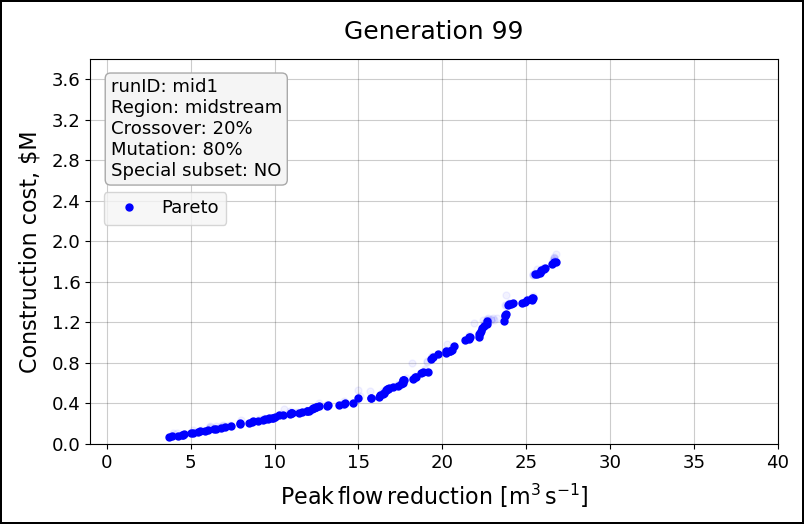 Generation 99
Construction cost, $M
3.6
3.2
2.8
2.4
2.0
1.6
1.2
0.8
0.4
0.0
runID: mid1
Region: midstream
Crossover: 20%
Mutation: 80%
Special subset: NO
Pareto
0 5 10 15 20 25 30 35 40
Peak flow reduction [m³ s⁻¹]